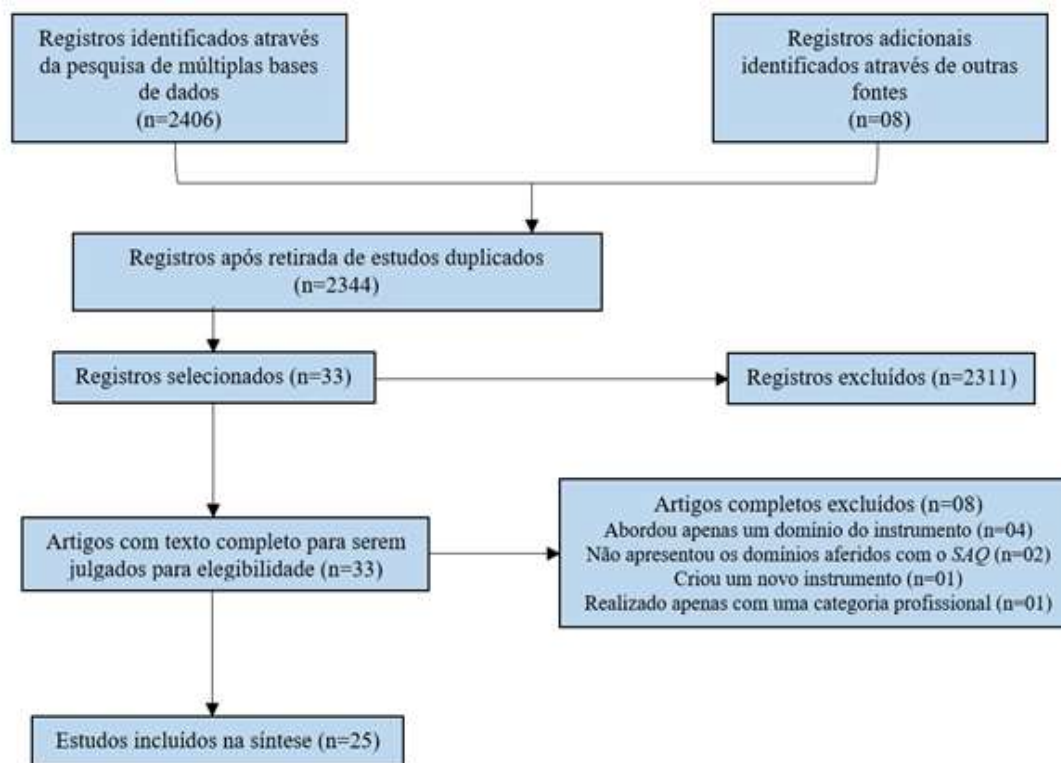 Registros identificados através
da pesquisa de múltiplas bases
de dados
(n=2406)
Registros adicionais
identificados através de outras
fontes
(n=08)
Registros após retirada de estudos duplicados
(n=2344)
Registros selecionados (n=33)
Registros excluídos (n=2311)
Artigos com texto completo para serem
julgados para elegibilidade (n=33)
Artigos completos excluídos (n=08)
Abordou apenas um domínio do instrumento (n=04)
Não apresentou os domínios aferidos com o SAQ (n=02)
Criou um novo instrumento (n=01)
Realizado apenas com uma categoria profissional (n=01)
Estudos incluídos na síntese (n=25)